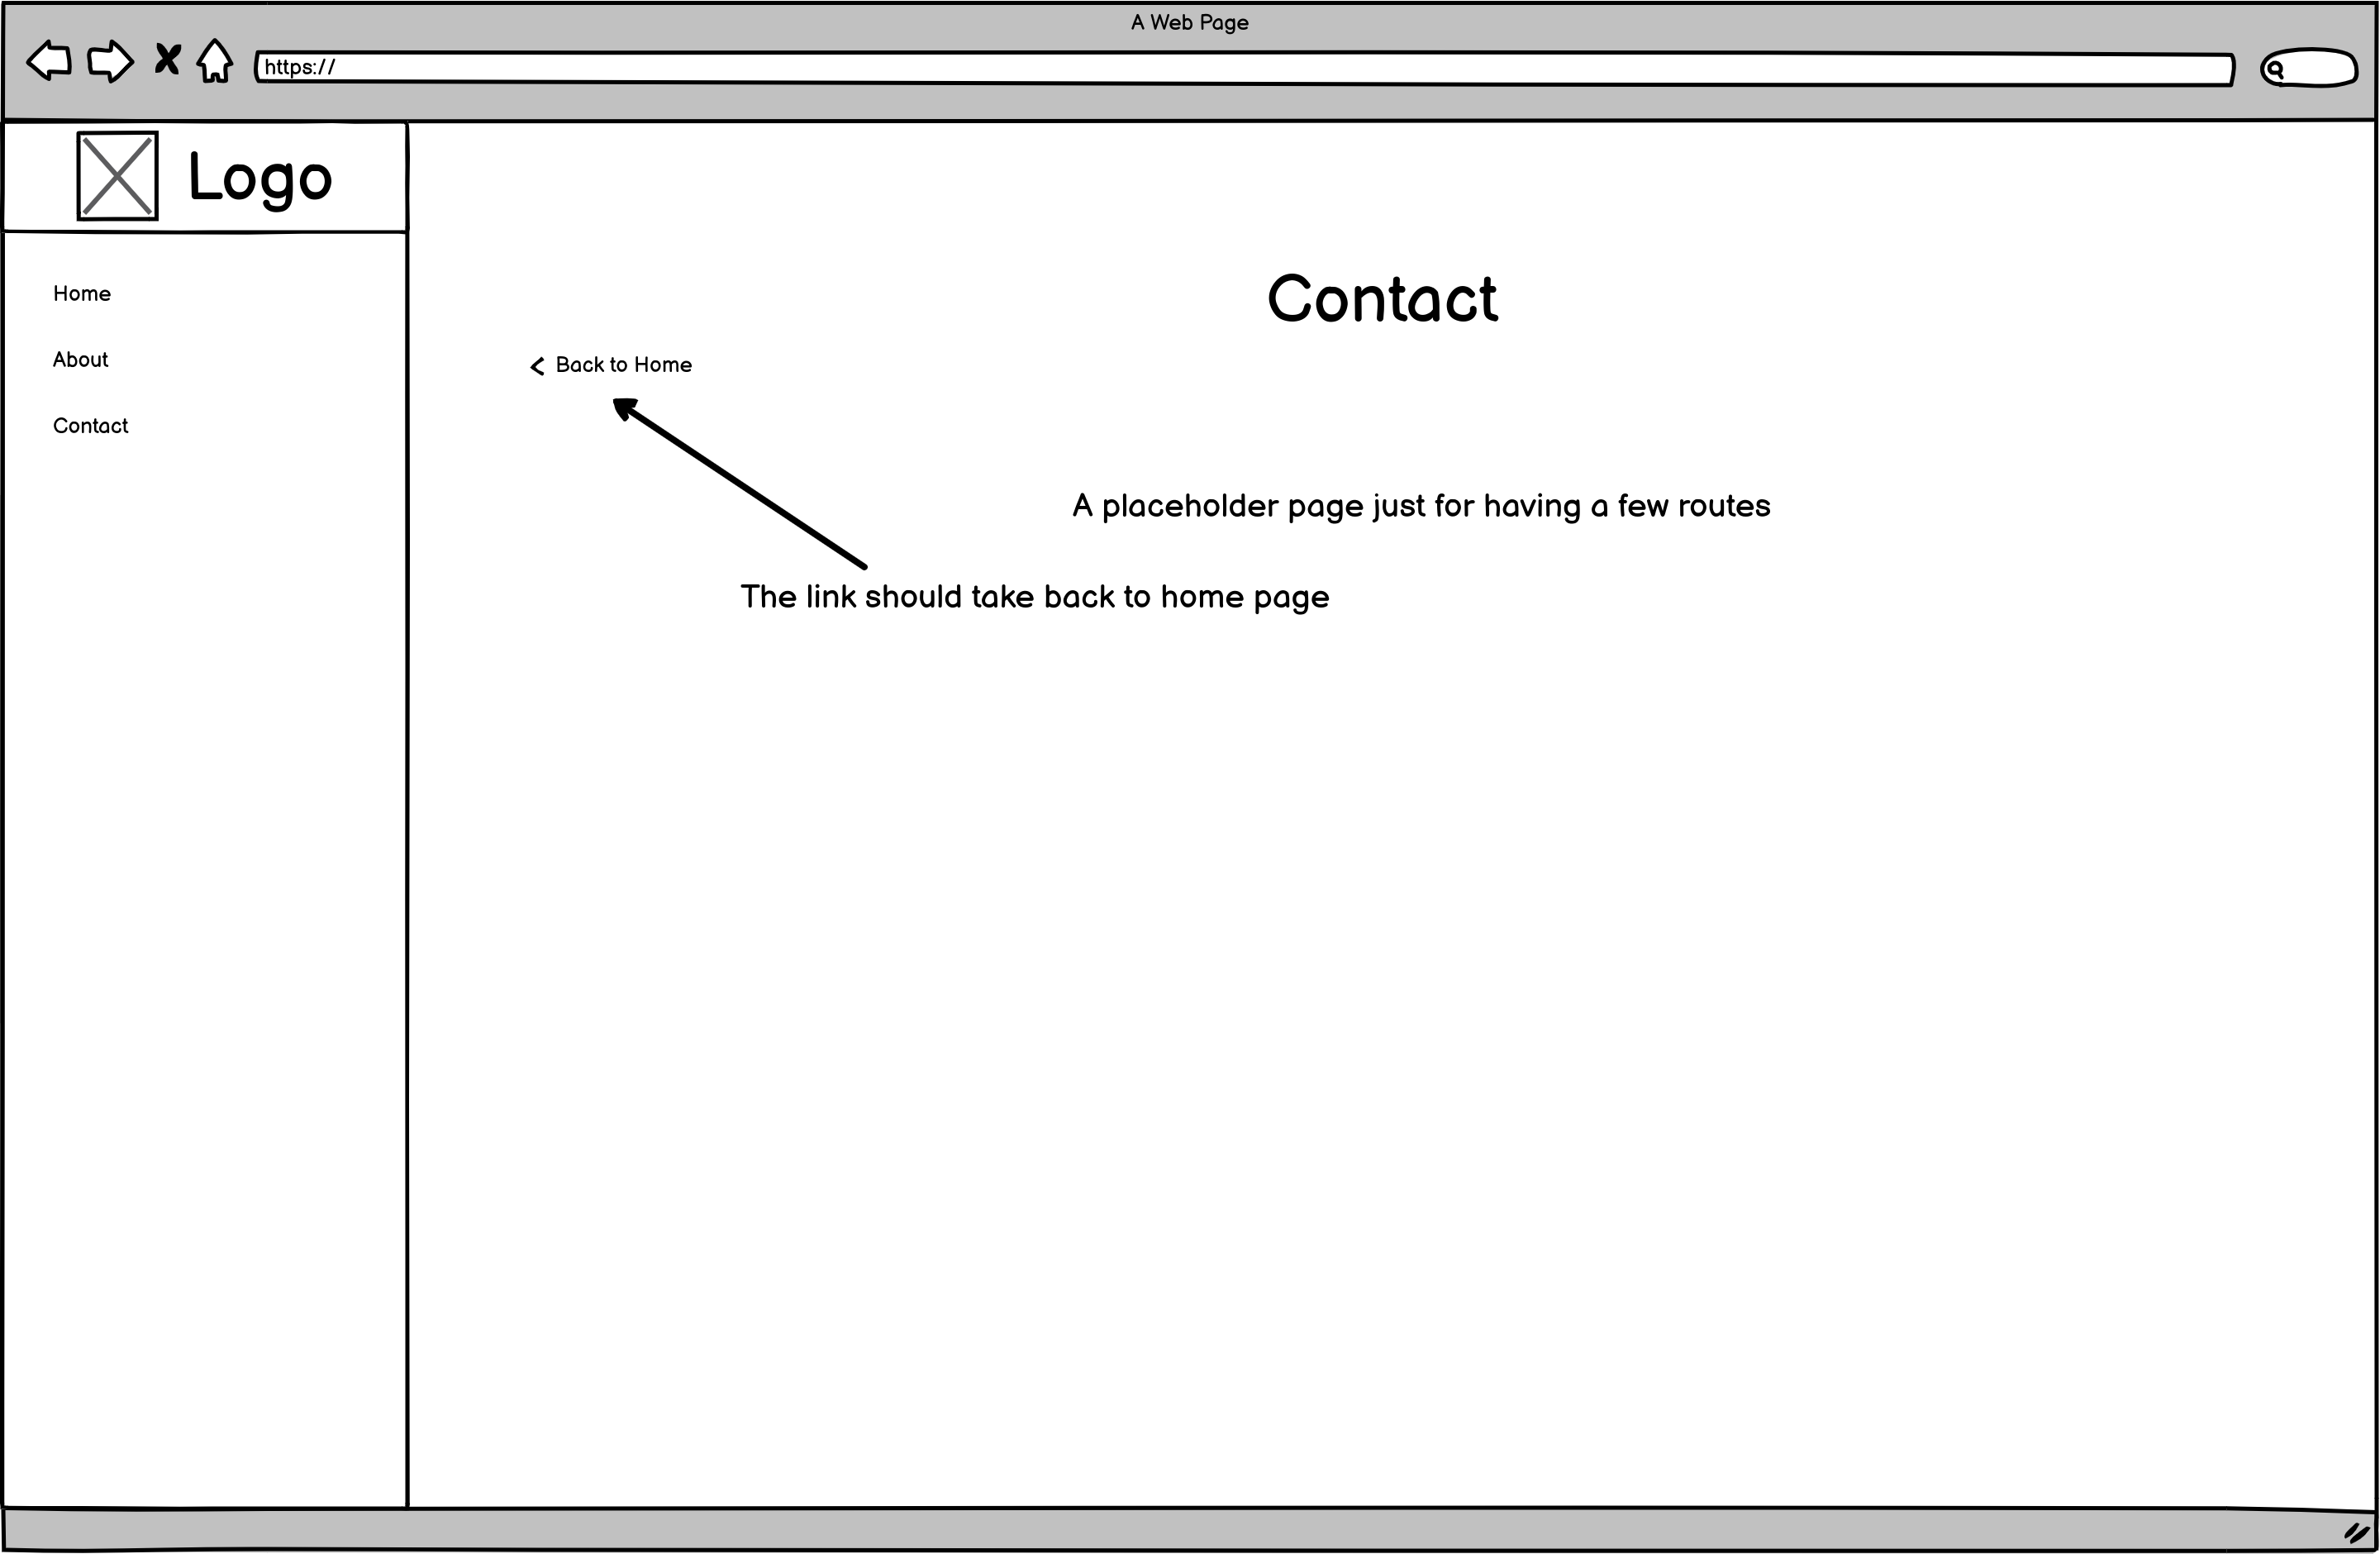 A Web Page
https://
Logo
Home
About
Contact
Contact
Back to Home
A placeholder page just for having a few routes
The link should take back to home page